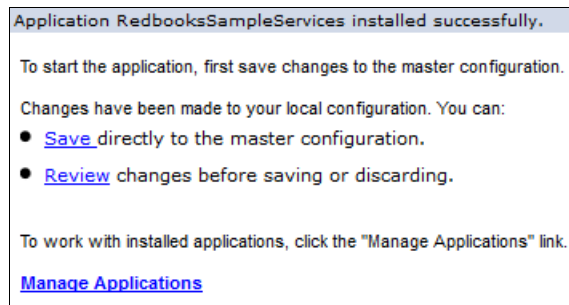 Application RedbooksSampleServices installed successfully.
To start the application, first save changes to the master configuration.
Changes have been made to your local configuration. You can:
● Save directly to the master configuration.
● Review changes before saving or discarding.
To work with installed applications, click the "Manage Applications" link.
Manage Applications